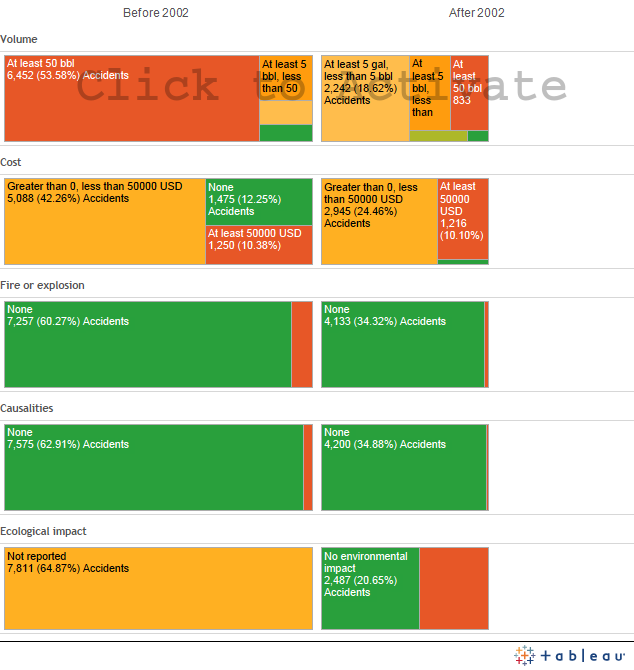 Before 2002
After 2002
Volume
At least 50 bbl
6,452 (53.58%) Accidents
At least 5
bbl, less
than 50
At least 5 gal,
less than 5 bbl
2,242 (18.62%)
Accidents
At least
5 bbl,
less
than
At
least
50 bbl
833
Click to Activate
Cost
Greater than 0, less than 50000 USD
5,088 (42.26%) Accidents
None
1,475 (12.25%)
Accidents
At least 50000 USD
1,250 (10.38%)
Greater than 0, less
than 50000 USD
2,945 (24.46%)
Accidents
At least
50000
USD
1,216
(10.10%)
Fire or explosion
None
7,257 (60.27%) Accidents
None
4,133 (34.32%) Accidents
Causalities
None
7,575 (62.91%) Accidents
None
4,200 (34.88%) Accidents
Ecological impact
Not reported
7,811 (64.87%) Accidents
No environmental
impact
2,487 (20.65%)
Accidents
+ableau